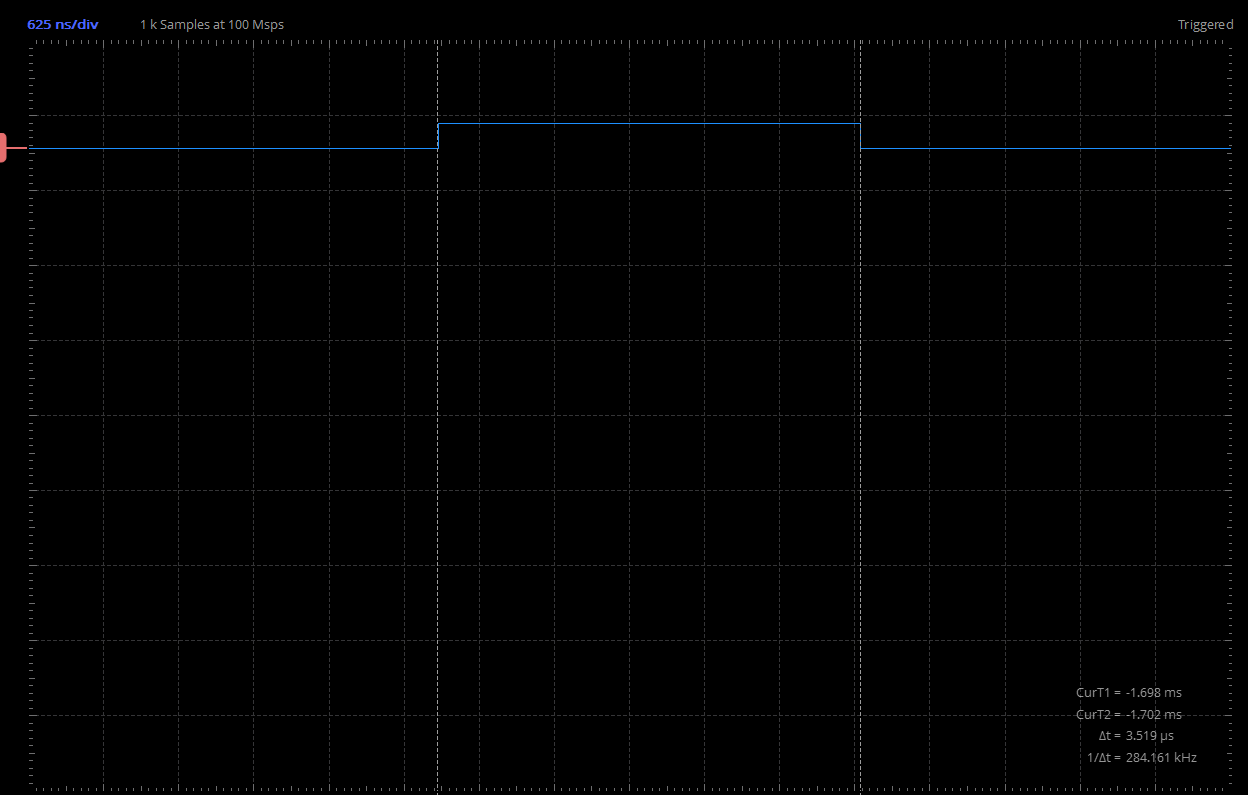 625 ns/div 1 k Samples at 100 Msps Triggered
CurT1 = -1.698 ms
CurT2 = -1.702 ms
Δt = 3.519 µs
1/Δt = 284.161 kHz